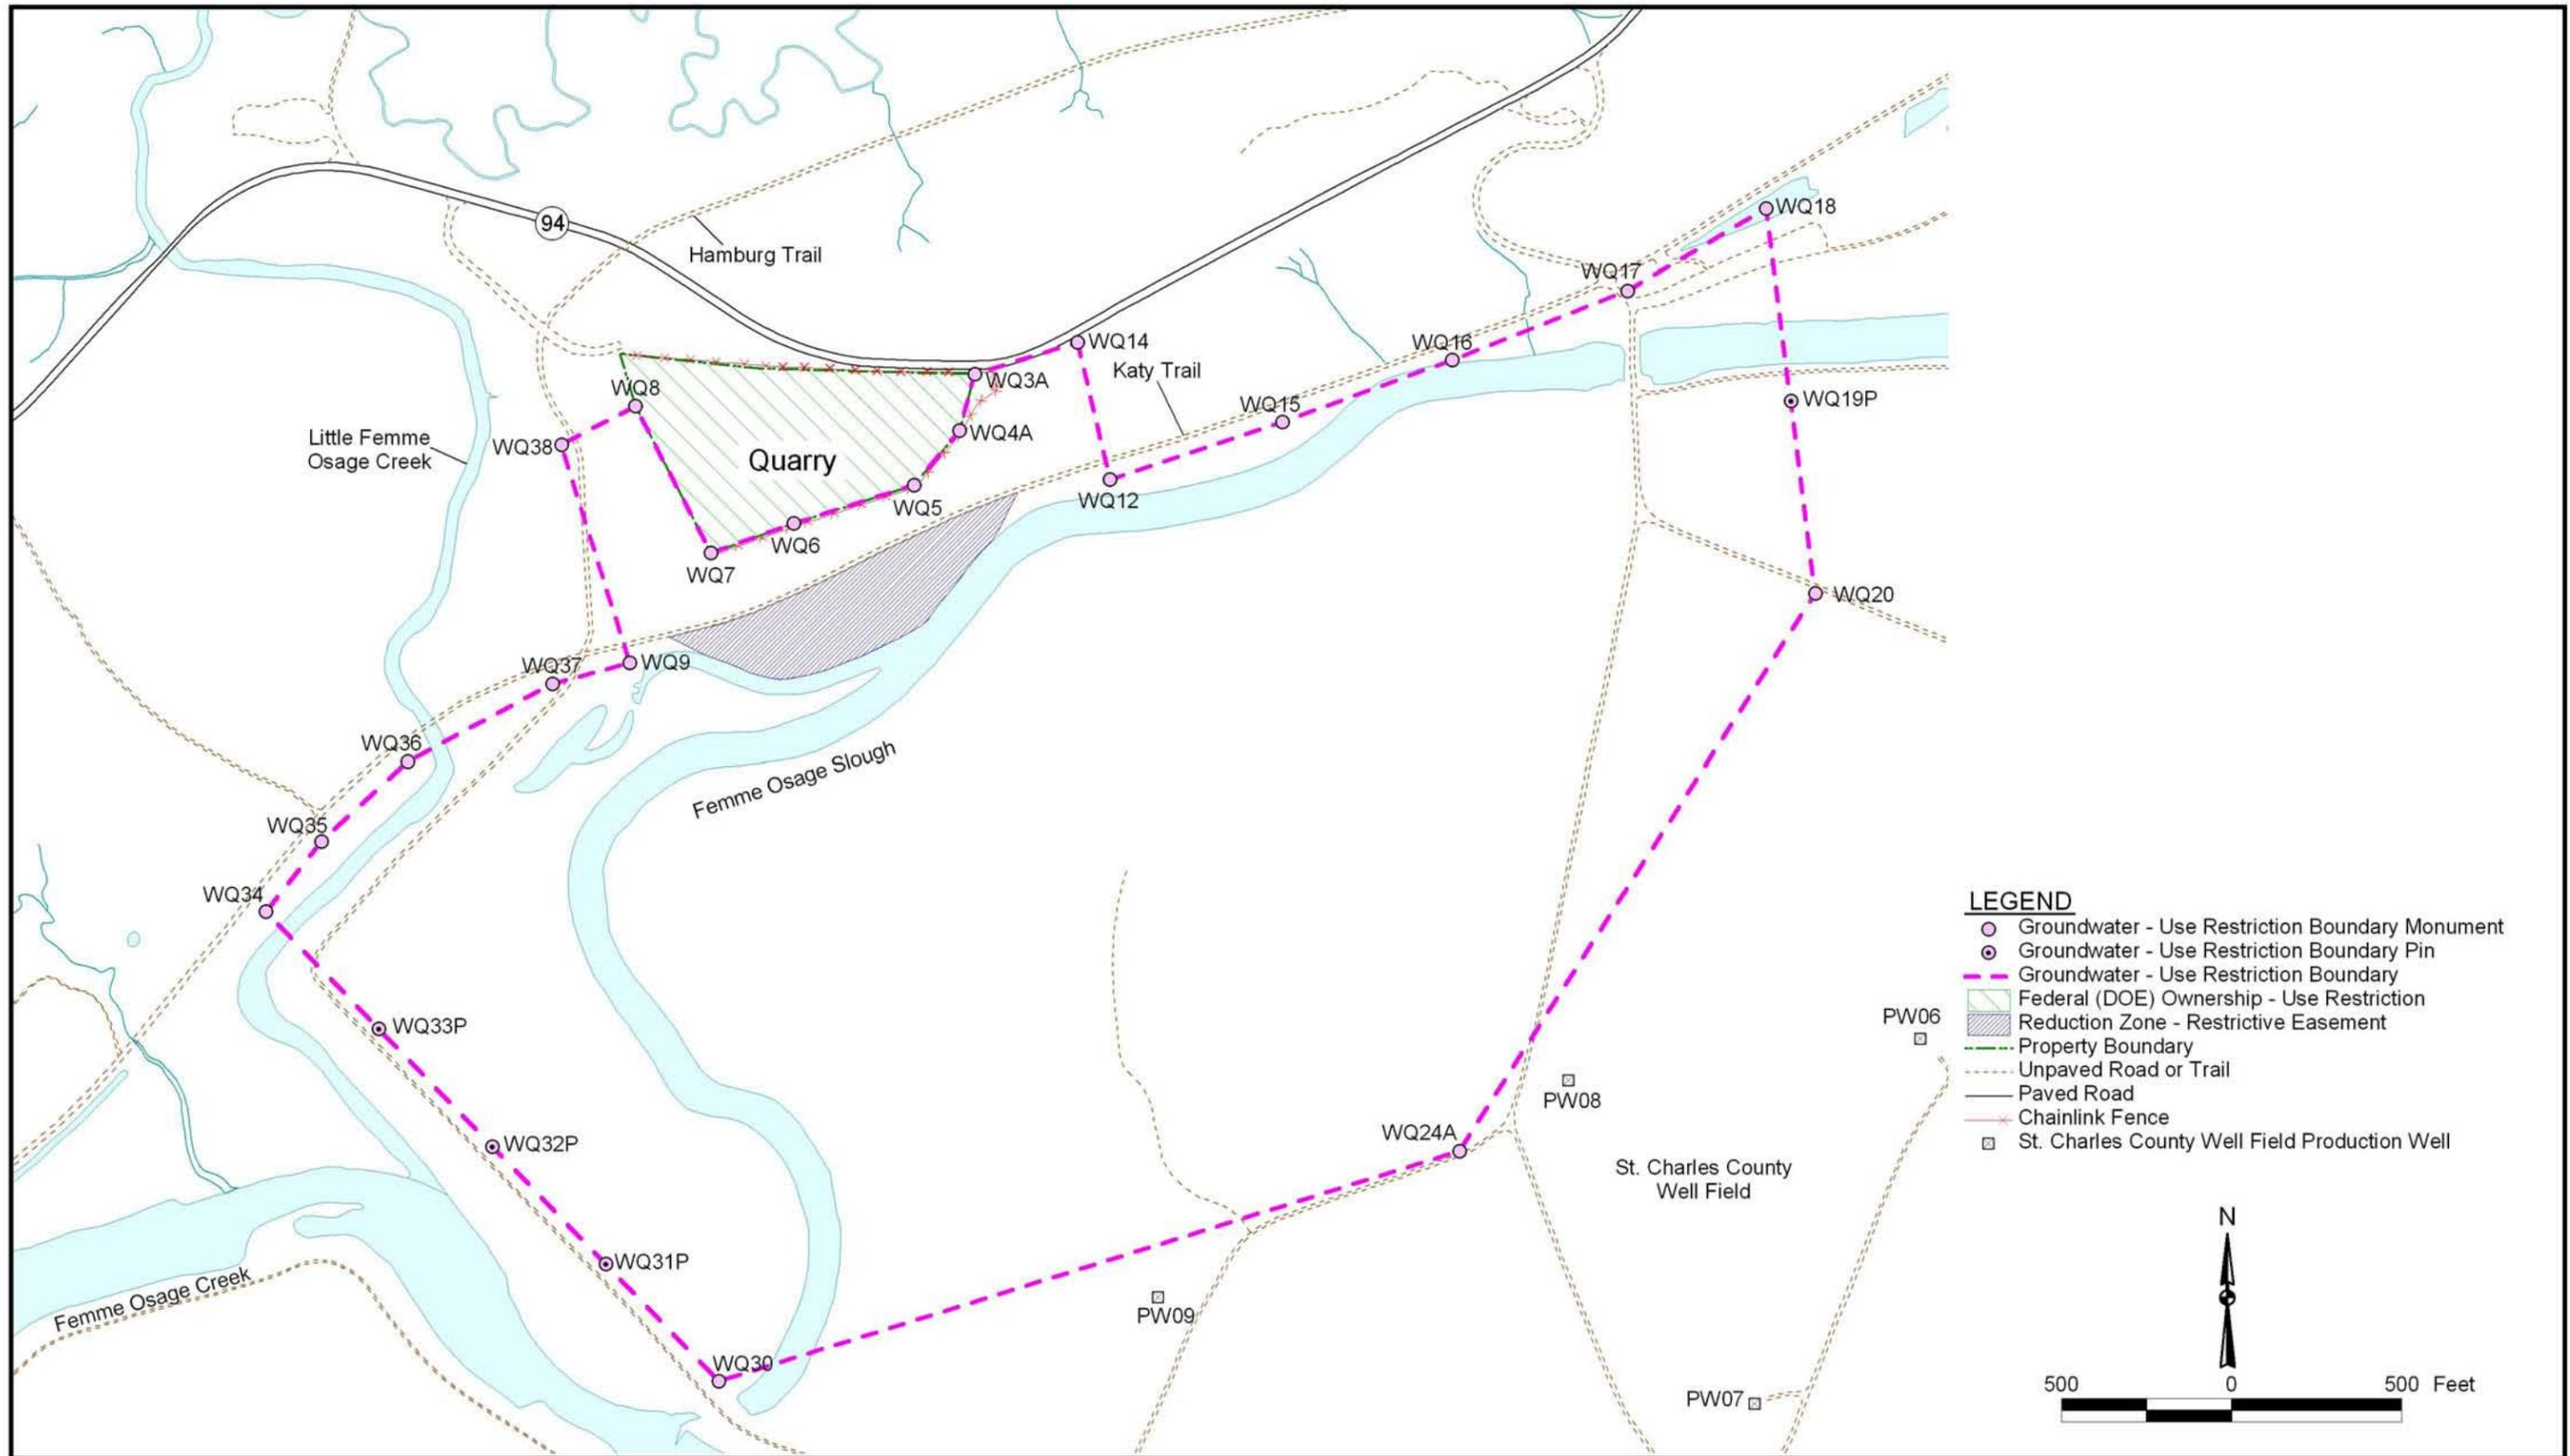 WQ18
94
Hamburg Trail
WQ17
WQ14
WQ16
Katy Trail
WQ3A
WQ8
WQ19P
WQ15
Little Femme
Osage Creek
WQ38
WQ4A
Quarry
WQ12
WQ5
WQ6
WQ7
WQ20
WQ37
WQ9
WQ36
Femme Osage Slough
WQ35
WQ34
LEGEND
Groundwater - Use Restriction Boundary Monument
Groundwater - Use Restriction Boundary Pin
Groundwater - Use Restriction Boundary
Federal (DOE) Ownership - Use Restriction
Reduction Zone - Restrictive Easement
Property Boundary
Unpaved Road or Trail
Paved Road
Chainlink Fence
St. Charles County Well Field Production Well
PW06
WQ33P
PW08
WQ24A
WQ32P
St. Charles County
Well Field
N
WQ31P
Femme Osage Creek
PW09
WQ30
PW07
500 0 500 Feet